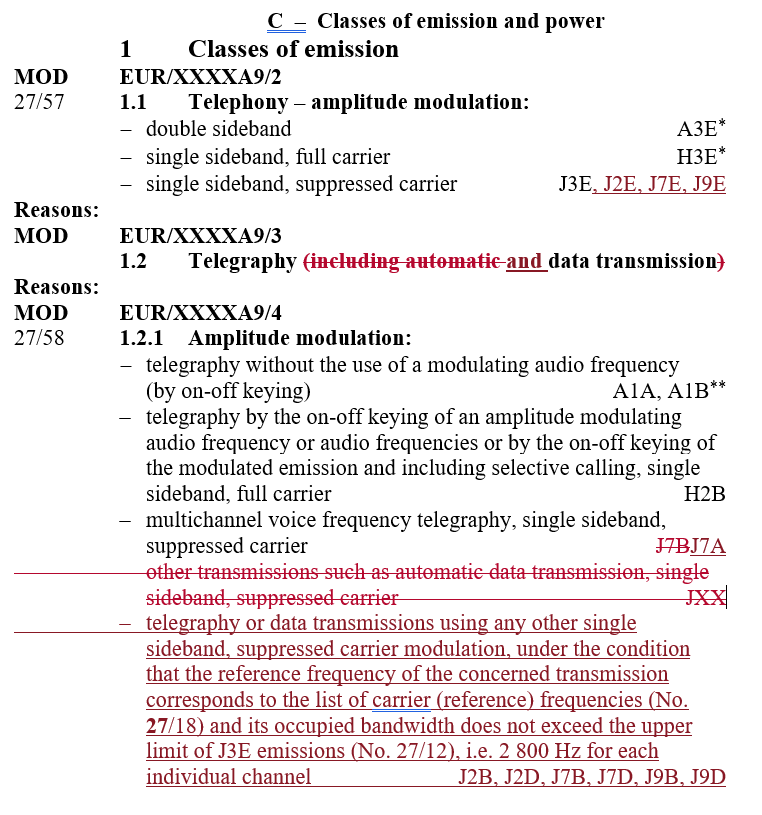 C – Classes of emission and power
1 Classes of emission
MOD EUR/XXXXA9/2
27/57 1.1 Telephony – amplitude modulation:
– double sideband A3E*
– single sideband, full carrier H3E*
– single sideband, suppressed carrier J3E, J2E, J7E, J9E
Reasons:
MOD EUR/XXXXA9/3
1.2 Telegraphy (including automatic and data transmission)
Reasons:
MOD EUR/XXXXA9/4
27/58 1.2.1 Amplitude modulation:
– telegraphy without the use of a modulating audio frequency
(by on-off keying) A1A, A1B**
– telegraphy by the on-off keying of an amplitude modulating
audio frequency or audio frequencies or by the on-off keying of
the modulated emission and including selective calling, single
sideband, full carrier H2B
– multichannel voice frequency telegraphy, single sideband,
suppressed carrier J7BJ7A
other transmissions such as automatic data transmission, single
sideband, suppressed carrier JXX
– telegraphy or data transmissions using any other single
sideband, suppressed carrier modulation, under the condition
that the reference frequency of the concerned transmission
corresponds to the list of carrier (reference) frequencies (No.
27/18) and its occupied bandwidth does not exceed the upper
limit of J3E emissions (No. 27/12), i.e. 2 800 Hz for each
individual channel J2B, J2D, J7B, J7D, J9B, J9D